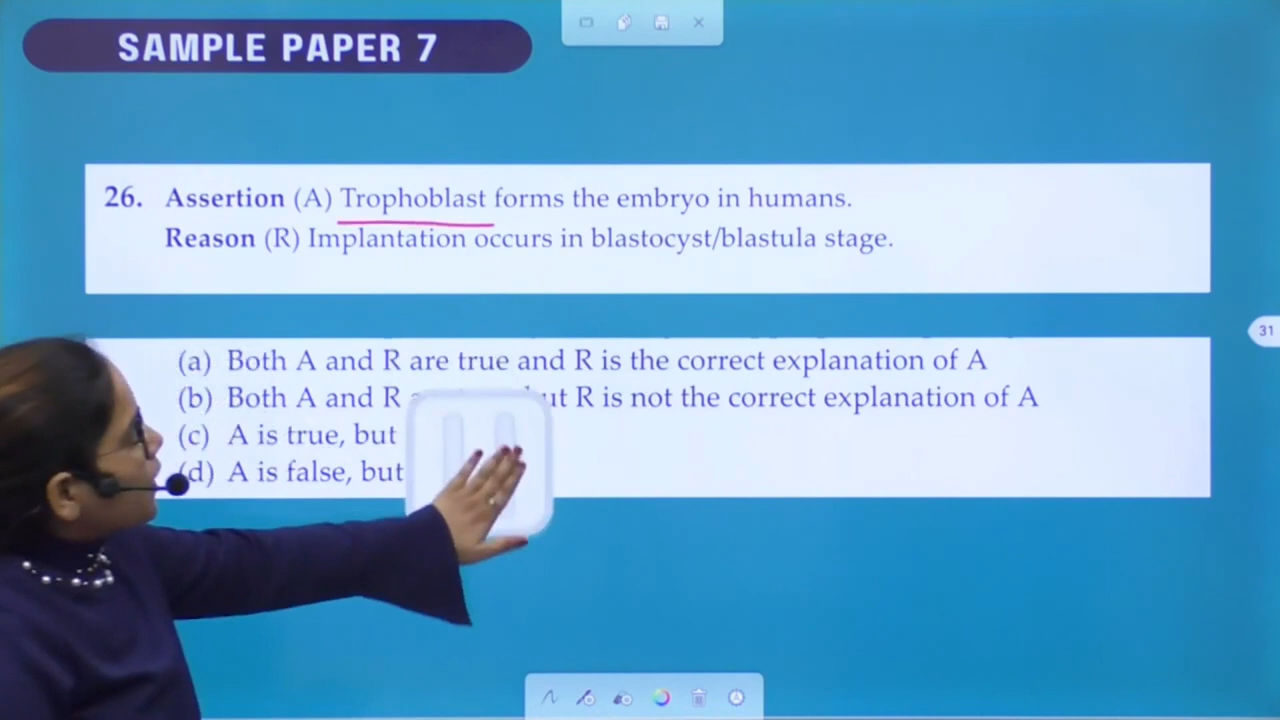 SAMPLE PAPER 7
26. Assertion (A) Trophoblast forms the embryo in humans.
Reason (R) Implantation occurs in blastocyst/blastula stage.
31
(a) Both A and R are true and R is the correct explanation of A
(b) Both A and R but R is not the correct explanation of A
(c) A is true, but
(d) A is false, but